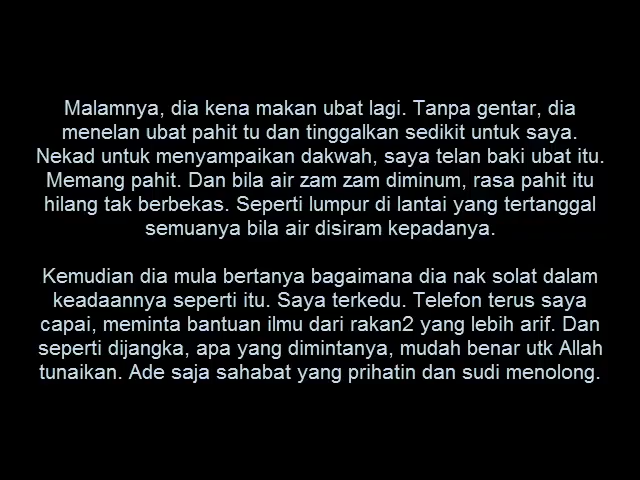 Malamnya, dia kena makan ubat lagi. Tanpa gentar, dia
menelan ubat pahit tu dan tinggalkan sedikit untuk saya.
Nekad untuk menyampaikan dakwah, saya telan baki ubat itu.
Memang pahit. Dan bila air zam zam diminum, rasa pahit itu
hilang tak berbekas. Seperti lumpur di lantai yang tertanggal
semuanya bila air disiram kepadanya.
Kemudian dia mula bertanya bagaimana dia nak solat dalam
keadaannya seperti itu. Saya terkedu. Telefon terus saya
capai, meminta bantuan ilmu dari rakan2 yang lebih arif. Dan
seperti dijangka, apa yang dimintanya, mudah benar utk Allah
tunaikan. Ade saja sahabat yang prihatin dan sudi menolong.